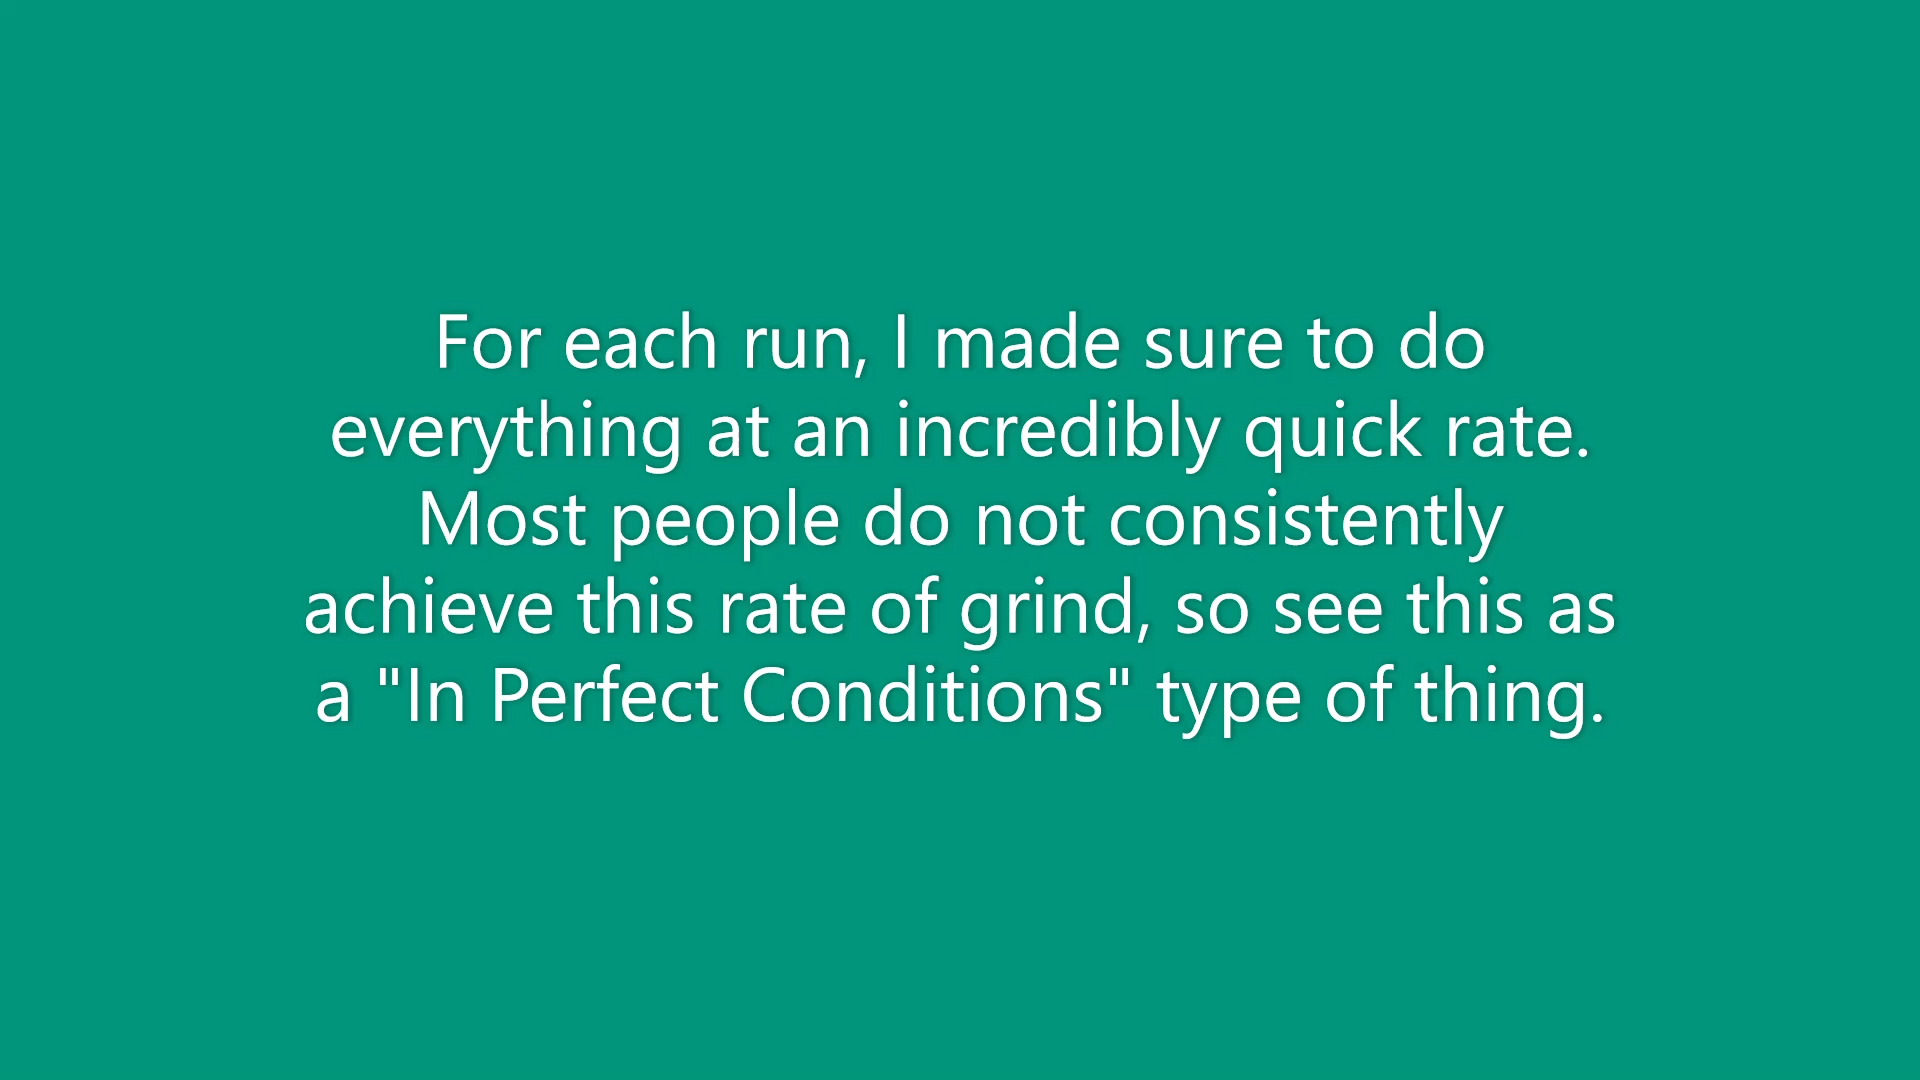 For each run, I made sure to do
everything at an incredibly quick rate.
Most people do not consistently
achieve this rate of grind, so see this as
a "In Perfect Conditions" type of thing.